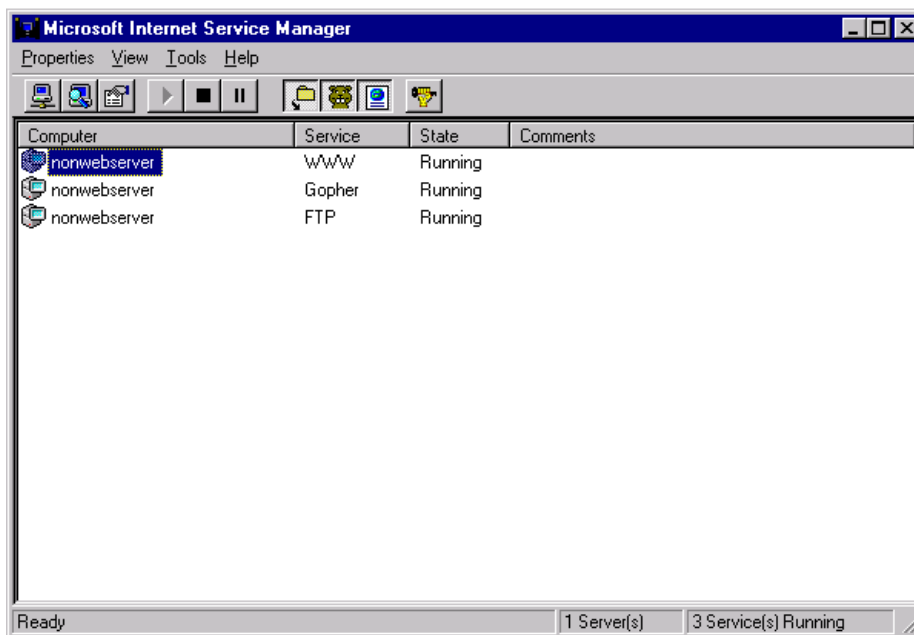 Microsoft Internet Service Manager
Properties View Tools Help
Computer Service State Comments
nonwebserver WWW Running
nonwebserver Gopher Running
nonwebserver FTP Running
Ready 1 Server(s) 3 Service(s) Running